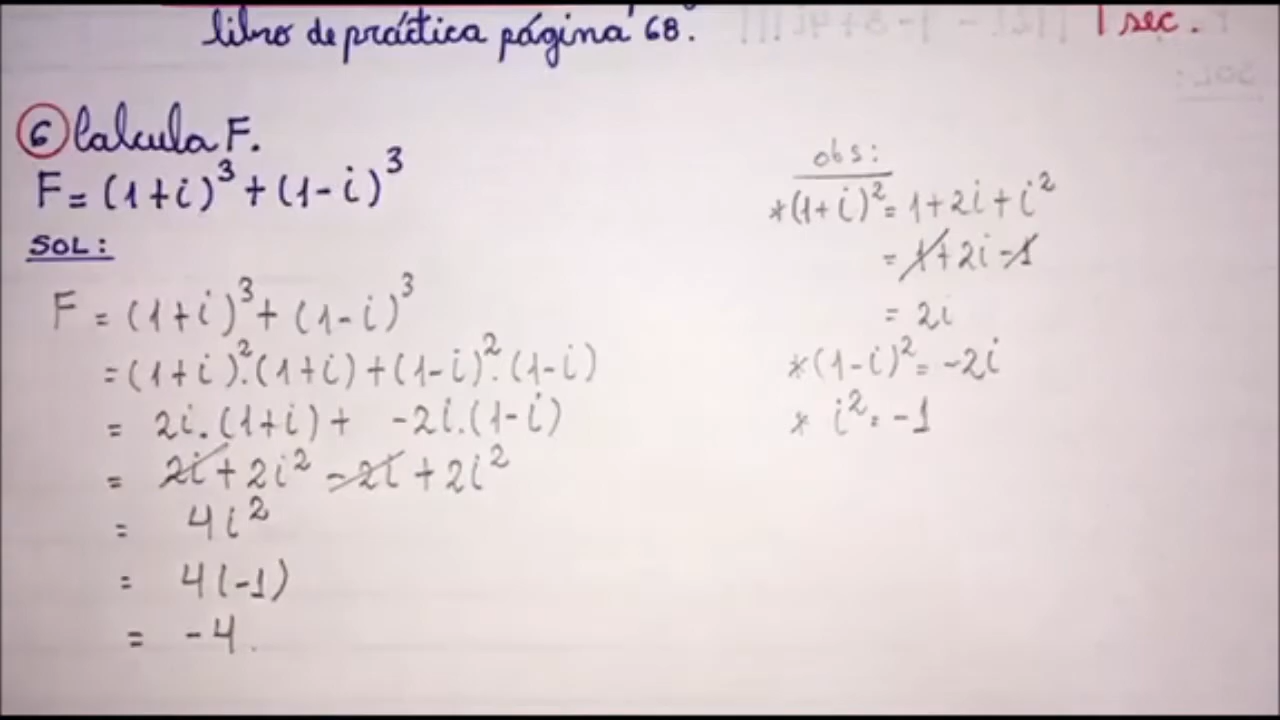 libro de práctica página 68.
1 sec.
6 Calcula F.
F = (1+i)³ + (1-i)³
SOL:
F = (1+i)³ + (1-i)³
= (1+i)².(1+i) + (1-i)².(1-i)
= 2i.(1+i) + -2i.(1-i)
= 2i + 2i² - 2i + 2i²
= 4i²
= 4(-1)
= -4.
obs:
*(1+i)² = 1+2i+i²
= 1+2i-1
= 2i
*(1-i)² = -2i
* i² = -1